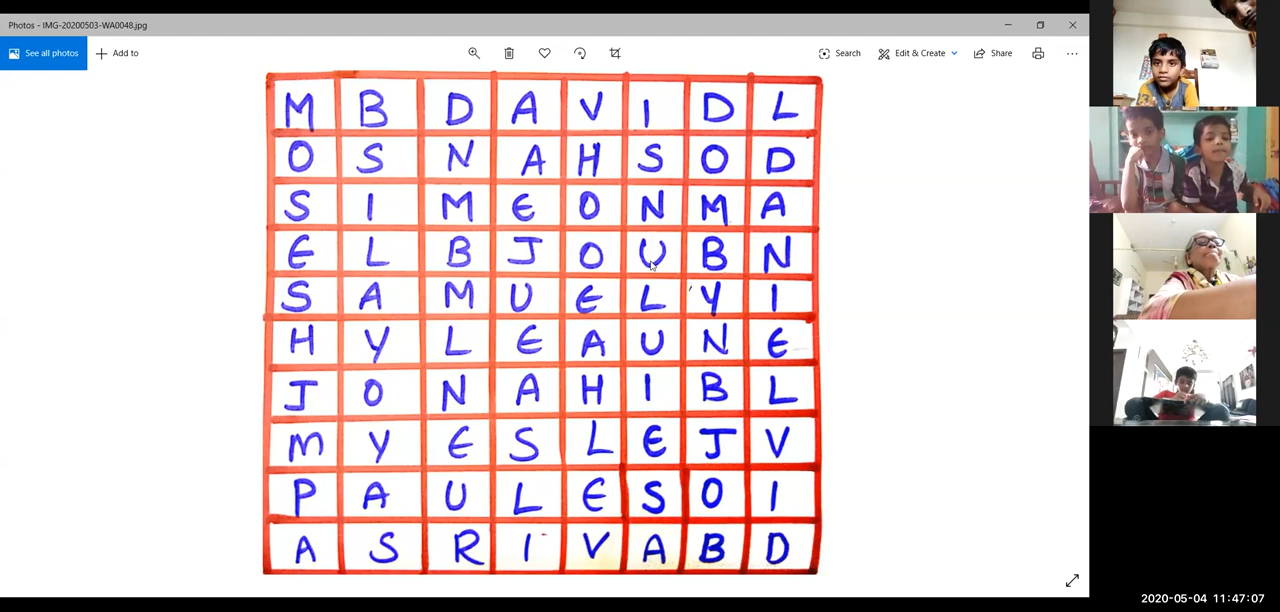 Photos - IMG-20200503-WA0048.jpg
See all photos + Add to Search Edit & Create Share
M B D A V I D L
O S N A H S O D
S I M E O N M A
E L B J O U B N
S A M U E L Y I
H Y L E A U N E
J O N A H I B L
M Y E S L E J V
P A U L E S O I
A S R I V A B D
2020-05-04 11:47:07